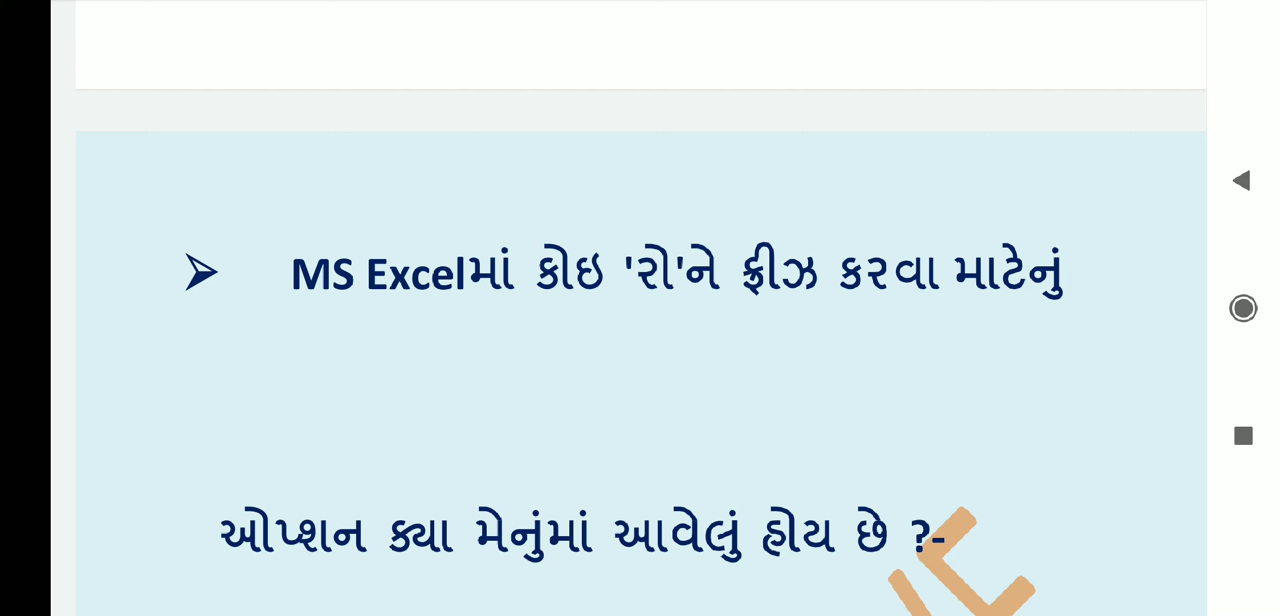 ➢ MS Excelમાં કોઇ 'રો'ને ફ્રીઝ કરવા માટેનું
ઓપ્શન ક્યા મેનુંમાં આવેલું હોય છે ?-